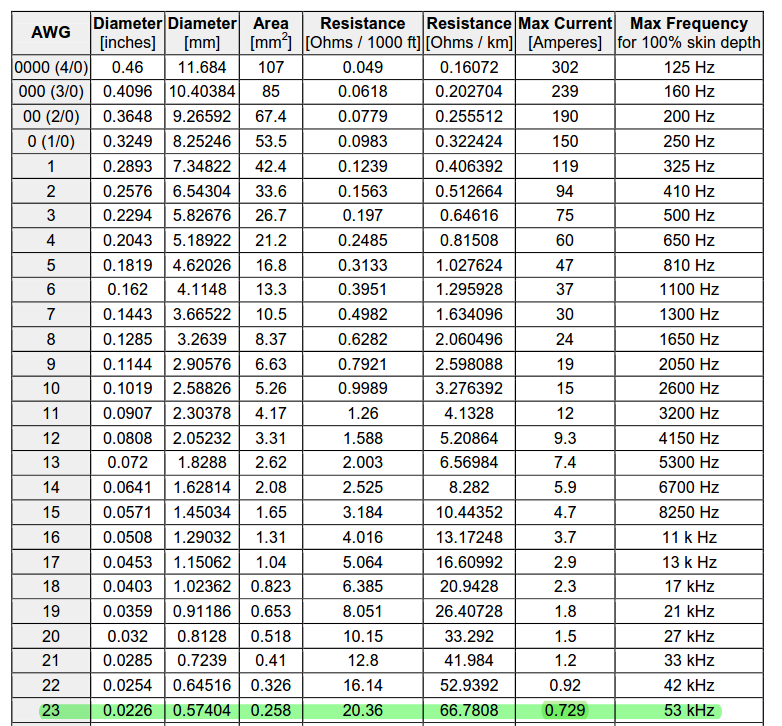 AWG Diameter [inches] Diameter [mm] Area [mm2] Resistance [Ohms / 1000 ft] Resistance [Ohms / km] Max Current [Amperes] Max Frequency for 100% skin depth
0000 (4/0) 0.46 11.684 107 0.049 0.16072 302 125 Hz
000 (3/0) 0.4096 10.40384 85 0.0618 0.202704 239 160 Hz
00 (2/0) 0.3648 9.26592 67.4 0.0779 0.255512 190 200 Hz
0 (1/0) 0.3249 8.25246 53.5 0.0983 0.322424 150 250 Hz
1 0.2893 7.34822 42.4 0.1239 0.406392 119 325 Hz
2 0.2576 6.54304 33.6 0.1563 0.512664 94 410 Hz
3 0.2294 5.82676 26.7 0.197 0.64616 75 500 Hz
4 0.2043 5.18922 21.2 0.2485 0.81508 60 650 Hz
5 0.1819 4.62026 16.8 0.3133 1.027624 47 810 Hz
6 0.162 4.1148 13.3 0.3951 1.295928 37 1100 Hz
7 0.1443 3.66522 10.5 0.4982 1.634096 30 1300 Hz
8 0.1285 3.2639 8.37 0.6282 2.060496 24 1650 Hz
9 0.1144 2.90576 6.63 0.7921 2.598088 19 2050 Hz
10 0.1019 2.58826 5.26 0.9989 3.276392 15 2600 Hz
11 0.0907 2.30378 4.17 1.26 4.1328 12 3200 Hz
12 0.0808 2.05232 3.31 1.588 5.20864 9.3 4150 Hz
13 0.072 1.8288 2.62 2.003 6.56984 7.4 5300 Hz
14 0.0641 1.62814 2.08 2.525 8.282 5.9 6700 Hz
15 0.0571 1.45034 1.65 3.184 10.44352 4.7 8250 Hz
16 0.0508 1.29032 1.31 4.016 13.17248 3.7 11 k Hz
17 0.0453 1.15062 1.04 5.064 16.60992 2.9 13 k Hz
18 0.0403 1.02362 0.823 6.385 20.9428 2.3 17 kHz
19 0.0359 0.91186 0.653 8.051 26.40728 1.8 21 kHz
20 0.032 0.8128 0.518 10.15 33.292 1.5 27 kHz
21 0.0285 0.7239 0.41 12.8 41.984 1.2 33 kHz
22 0.0254 0.64516 0.326 16.14 52.9392 0.92 42 kHz
23 0.0226 0.57404 0.258 20.36 66.7808 0.729 53 kHz